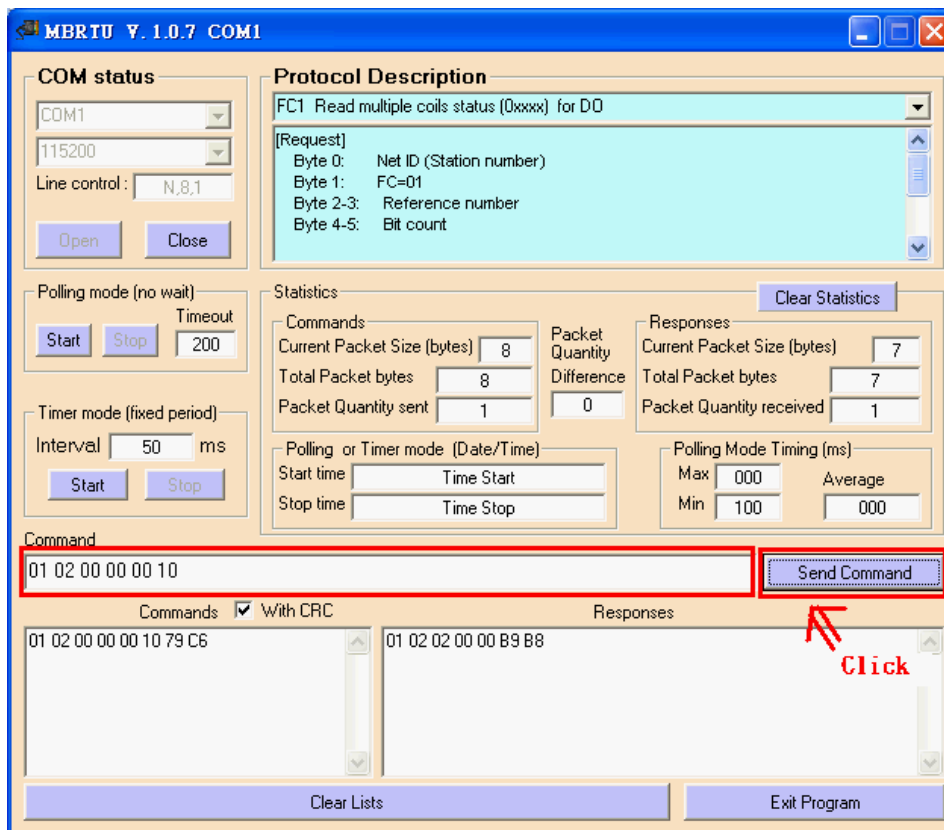 MBRTU V. 1.0.7 COM1
COM status
COM1
115200
Line control : N,8,1
Open Close
Protocol Description
FC1 Read multiple coils status (0xxxx) for DO
[Request]
Byte 0: Net ID (Station number)
Byte 1: FC=01
Byte 2-3: Reference number
Byte 4-5: Bit count
Polling mode (no wait)
Timeout
Start Stop 200
Timer mode (fixed period)
Interval 50 ms
Start Stop
Statistics
Clear Statistics
Commands
Current Packet Size (bytes) 8
Total Packet bytes 8
Packet Quantity sent 1
Packet
Quantity
Difference
0
Responses
Current Packet Size (bytes) 7
Total Packet bytes 7
Packet Quantity received 1
Polling or Timer mode (Date/Time)
Start time Time Start
Stop time Time Stop
Polling Mode Timing (ms)
Max 000 Average
Min 100 000
Command
01 02 00 00 00 10 Send Command
Commands With CRC Responses
01 02 00 00 00 10 79 C6
01 02 02 00 00 B9 B8
Click
Clear Lists Exit Program